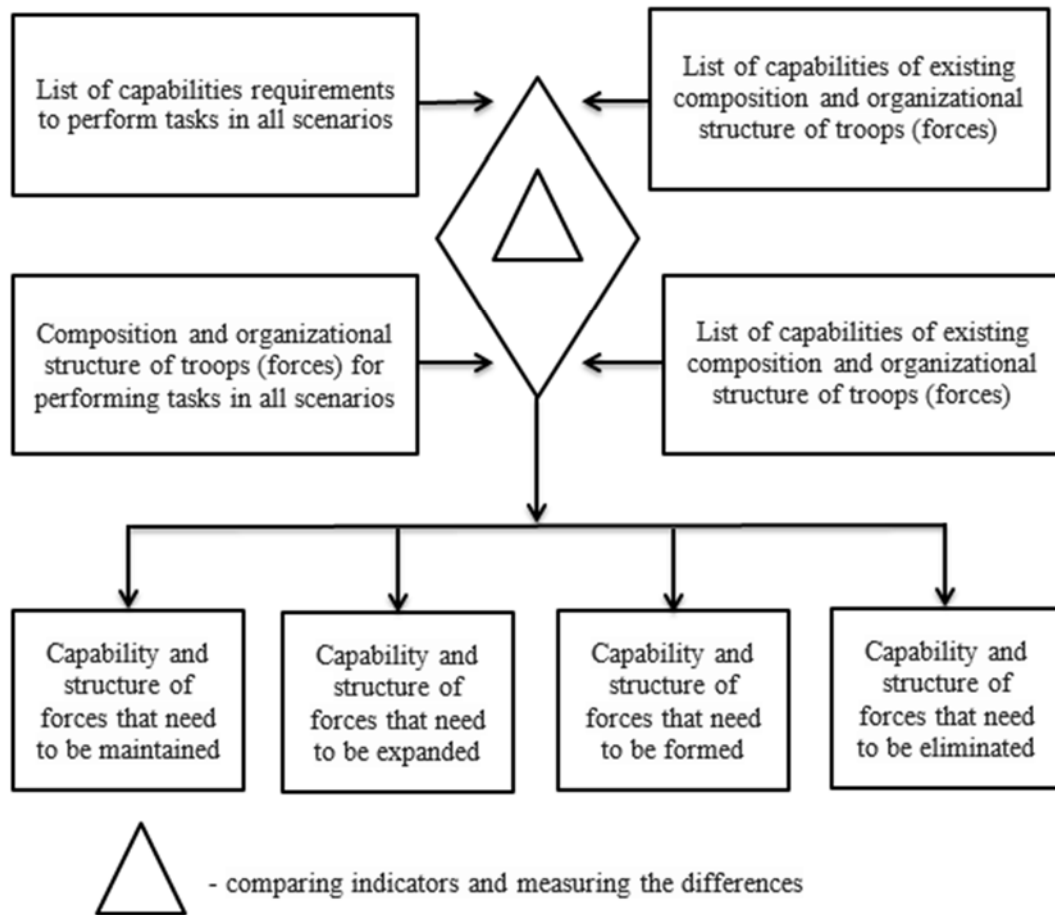 List of capabilities requirements
to perform tasks in all scenarios
List of capabilities of existing
composition and organizational
structure of troops (forces)
Composition and organizational
structure of troops (forces) for
performing tasks in all scenarios
List of capabilities of existing
composition and organizational
structure of troops (forces)
Capability and
structure of
forces that need
to be maintained
Capability and
structure of
forces that need
to be expanded
Capability and
structure of
forces that need
to be formed
Capability and
structure of
forces that need
to be eliminated
- comparing indicators and measuring the differences